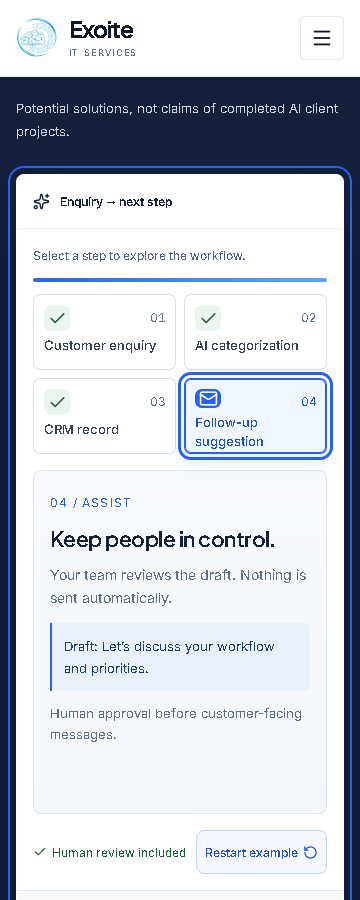 Exoite
IT SERVICES
Potential solutions, not claims of completed AI client
projects.
Enquiry → next step
Select a step to explore the workflow.
01
Customer enquiry
02
AI categorization
03
CRM record
04
Follow-up
suggestion
04 / ASSIST
Keep people in control.
Your team reviews the draft. Nothing is
sent automatically.
Draft: Let's discuss your workflow
and priorities.
Human approval before customer-facing
messages.
Human review included
Restart example